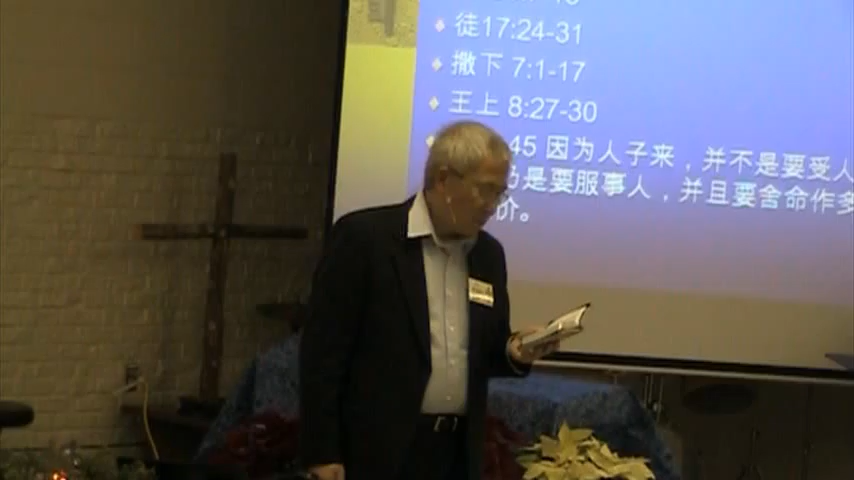 徒17:24-31
撒下 7:1-17
王上 8:27-30
45 因为人子来，并不是要受人
是要服事人，并且要舍命作多
价。